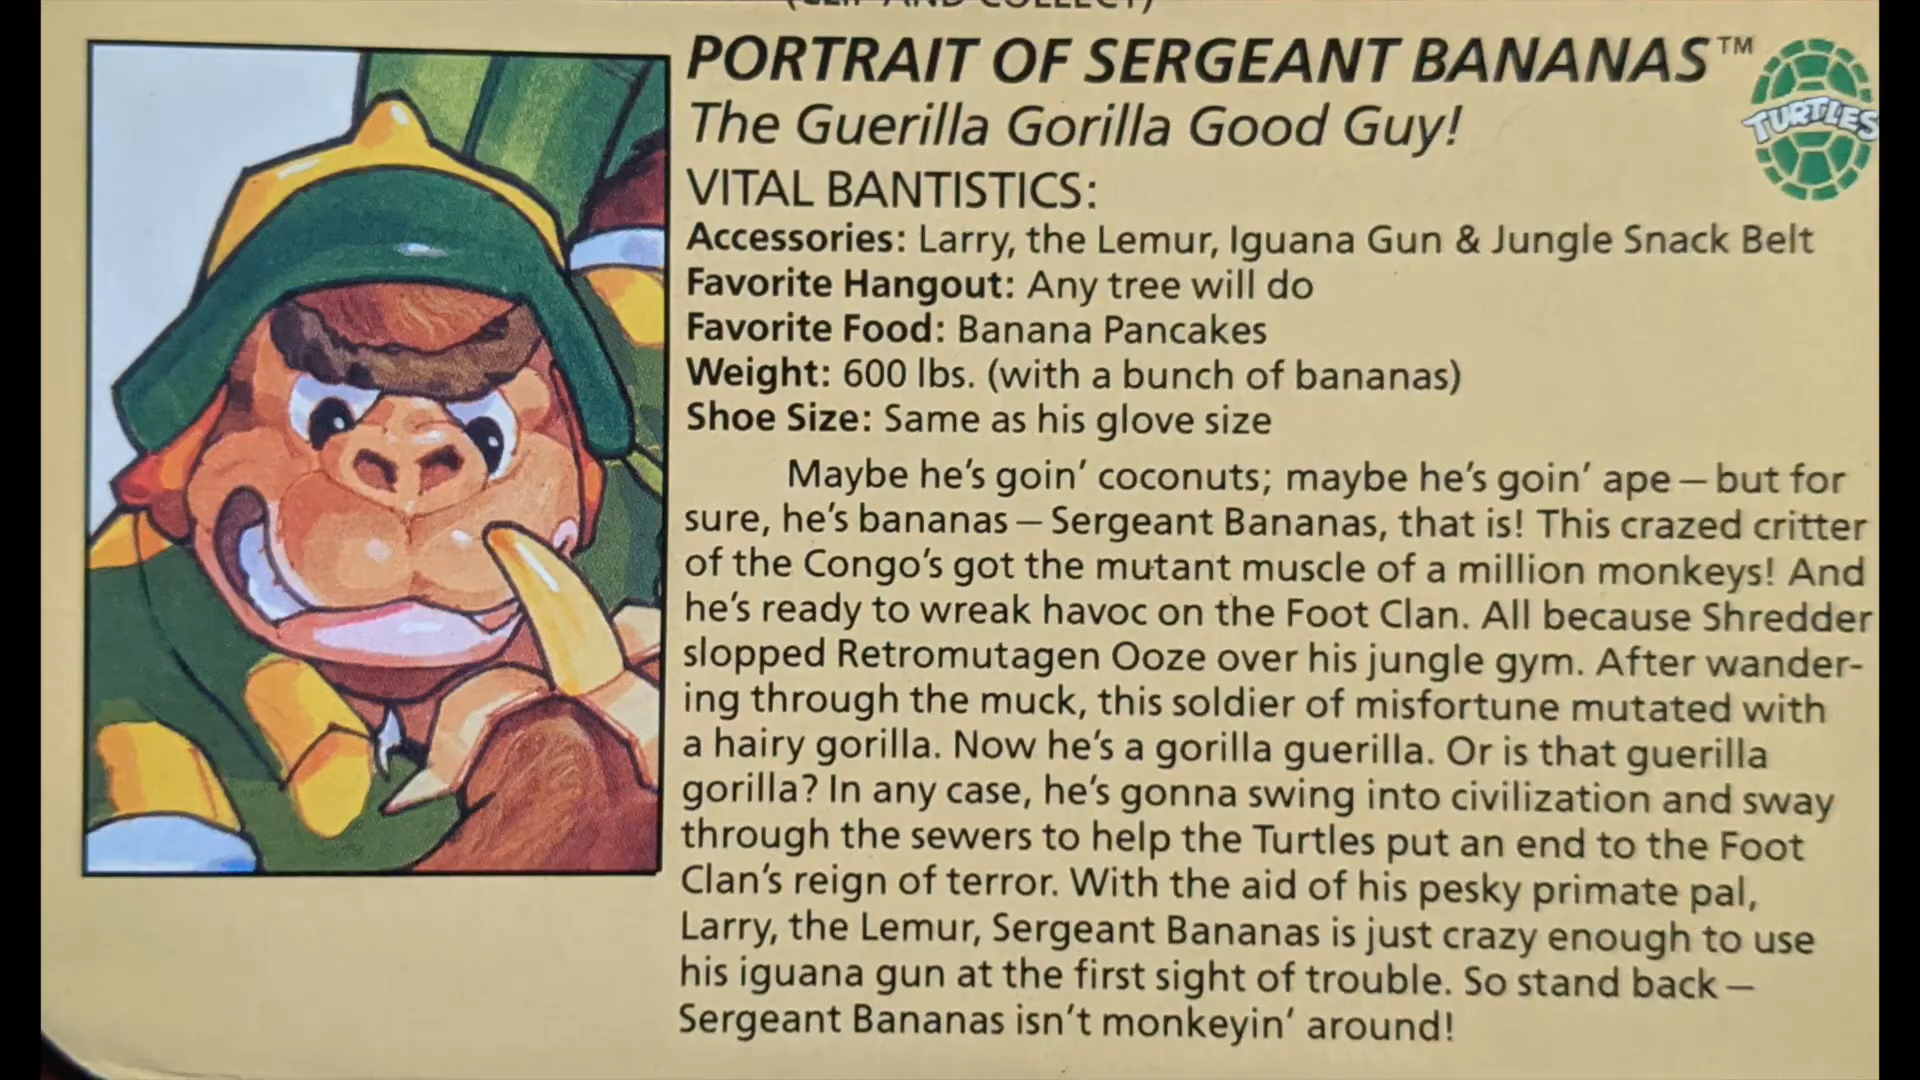 (CLIP AND COLLECT)
PORTRAIT OF SERGEANT BANANAS™
The Guerilla Gorilla Good Guy!
TURTLES
VITAL BANTISTICS:
Accessories: Larry, the Lemur, Iguana Gun & Jungle Snack Belt
Favorite Hangout: Any tree will do
Favorite Food: Banana Pancakes
Weight: 600 lbs. (with a bunch of bananas)
Shoe Size: Same as his glove size
Maybe he's goin' coconuts; maybe he's goin' ape — but for
sure, he's bananas — Sergeant Bananas, that is! This crazed critter
of the Congo's got the mutant muscle of a million monkeys! And
he's ready to wreak havoc on the Foot Clan. All because Shredder
slopped Retromutagen Ooze over his jungle gym. After wander-
ing through the muck, this soldier of misfortune mutated with
a hairy gorilla. Now he's a gorilla guerilla. Or is that guerilla
gorilla? In any case, he's gonna swing into civilization and sway
through the sewers to help the Turtles put an end to the Foot
Clan's reign of terror. With the aid of his pesky primate pal,
Larry, the Lemur, Sergeant Bananas is just crazy enough to use
his iguana gun at the first sight of trouble. So stand back —
Sergeant Bananas isn't monkeyin' around!